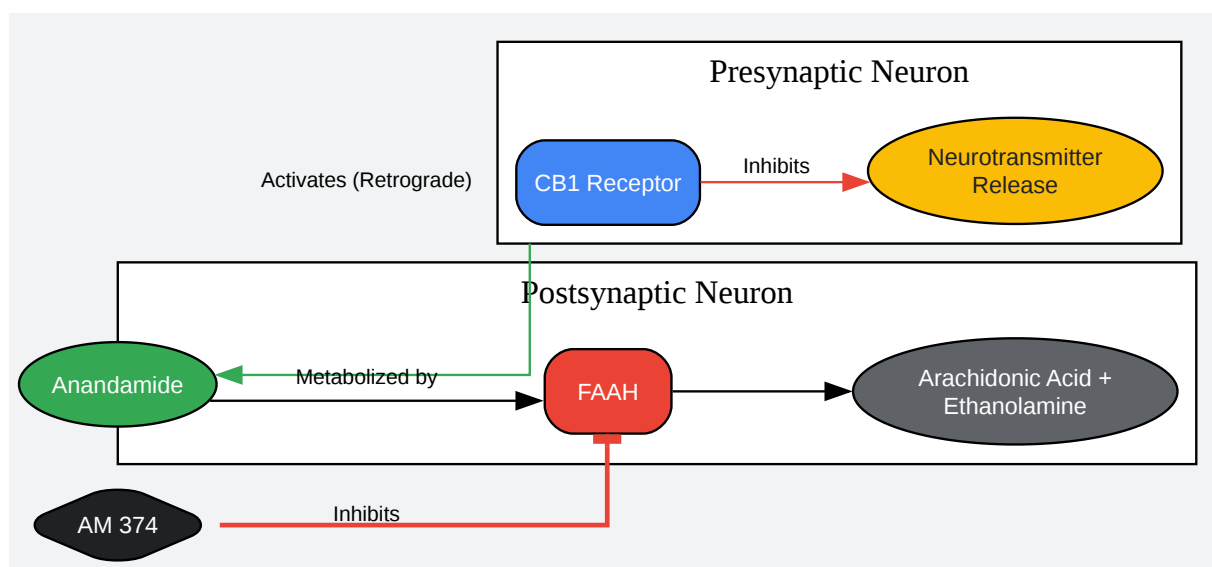 Presynaptic Neuron
Neurotransmitter
Release
Inhibits
CB1 Receptor
Activates (Retrograde)
Postsynaptic Neuron
Anandamide
Metabolized by
FAAH
Arachidonic Acid +
Ethanolamine
AM 374
Inhibits